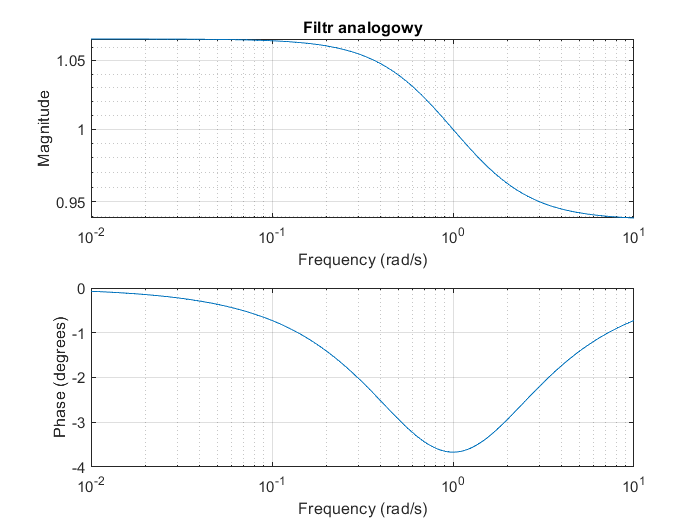 Filtr analogowy
Magnitude
1.05
1
0.95
10^-2 10^-1 10^0 10^1
Frequency (rad/s)
Phase (degrees)
0
-1
-2
-3
-4
10^-2 10^-1 10^0 10^1
Frequency (rad/s)